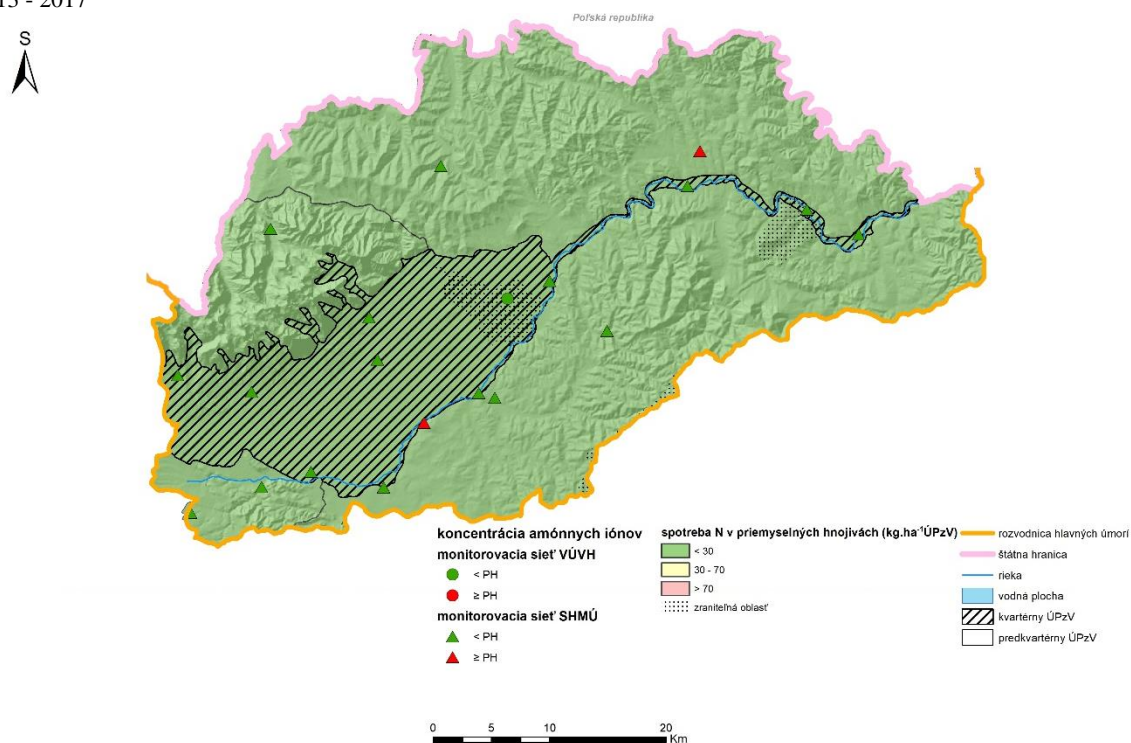 2017
Poľská republika
S
koncentrácia amónnych iónov
monitorovacia sieť VÚVH
< PH
≥ PH
monitorovacia sieť SHMÚ
< PH
≥ PH
spotreba N v priemyselných hnojivách (kg.ha⁻¹ÚPzV)
< 30
30 - 70
> 70
zraniteľná oblasť
rozvodnica hlavných úmorí
štátna hranica
rieka
vodná plocha
kvartérny ÚPzV
predkvartérny ÚPzV
0 5 10 20
Km